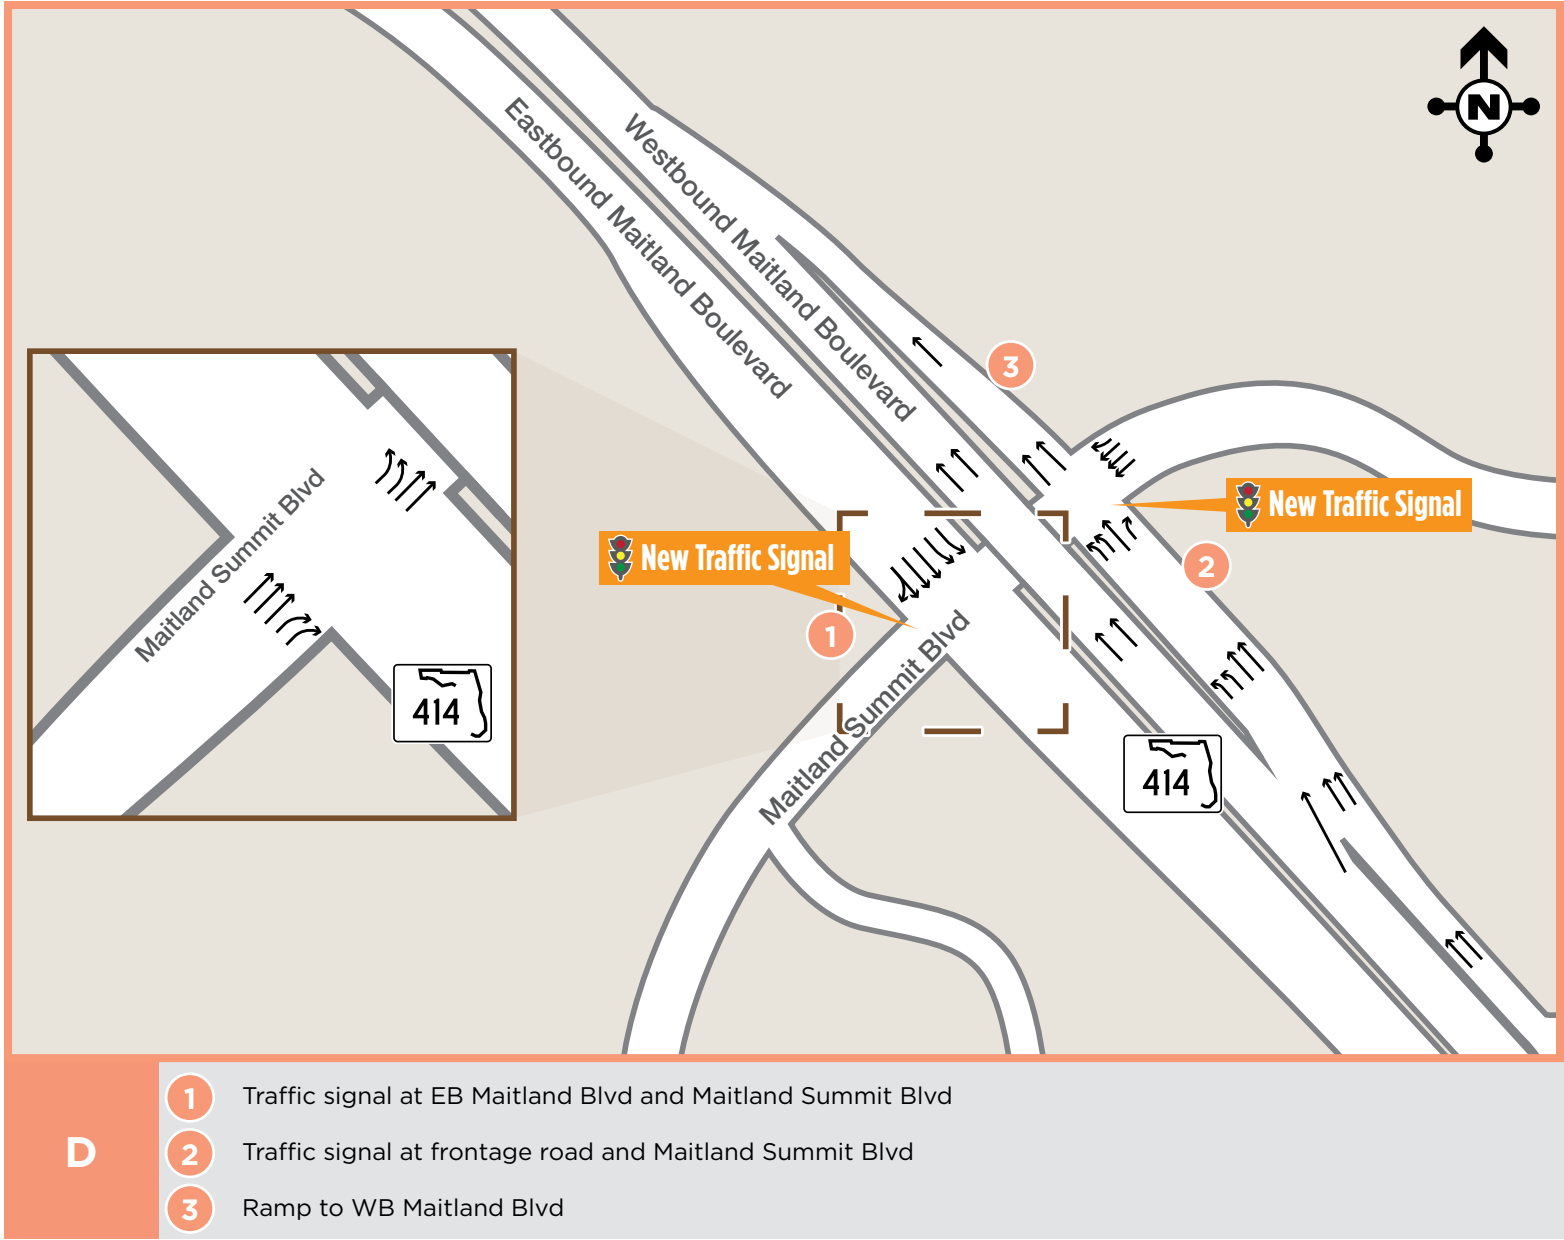 N
Eastbound Maitland Boulevard
Westbound Maitland Boulevard
3
New Traffic Signal
New Traffic Signal
2
1
Maitland Summit Blvd
Maitland Summit Blvd
414
414
D
1 Traffic signal at EB Maitland Blvd and Maitland Summit Blvd
2 Traffic signal at frontage road and Maitland Summit Blvd
3 Ramp to WB Maitland Blvd